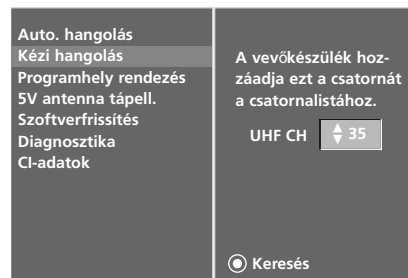 Auto. hangolás
Kézi hangolás
Programhely rendezés
5V antenna tápell.
Szoftverfrissítés
Diagnosztika
CI-adatok
A vevőkészülék hoz-
záadja ezt a csatornát
a csatornalistához.
UHF CH 35
Keresés